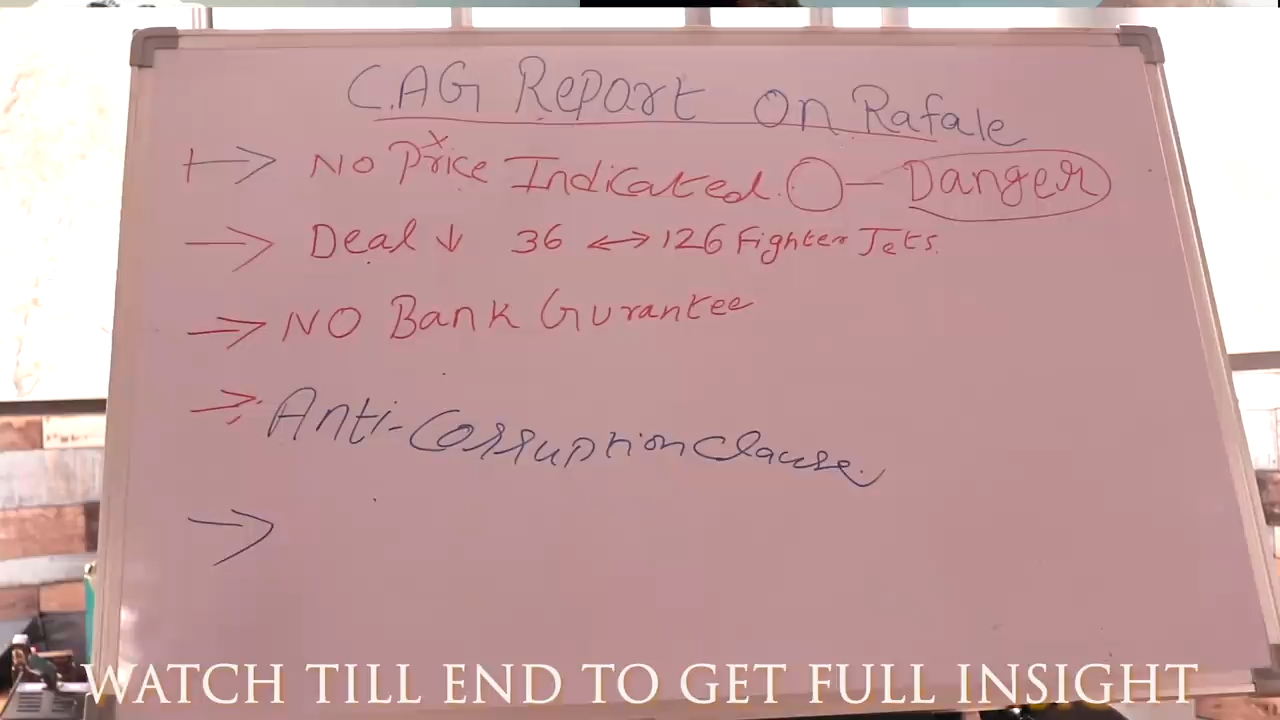 C.AG Report On Rafale
→ No Price Indicated. ○ — Danger
→ Deal ↓ 36 ↔ 126 Fighter Jets.
→ NO Bank Gurantee
→ Anti-Corruption Clause.
→
WATCH TILL END TO GET FULL INSIGHT